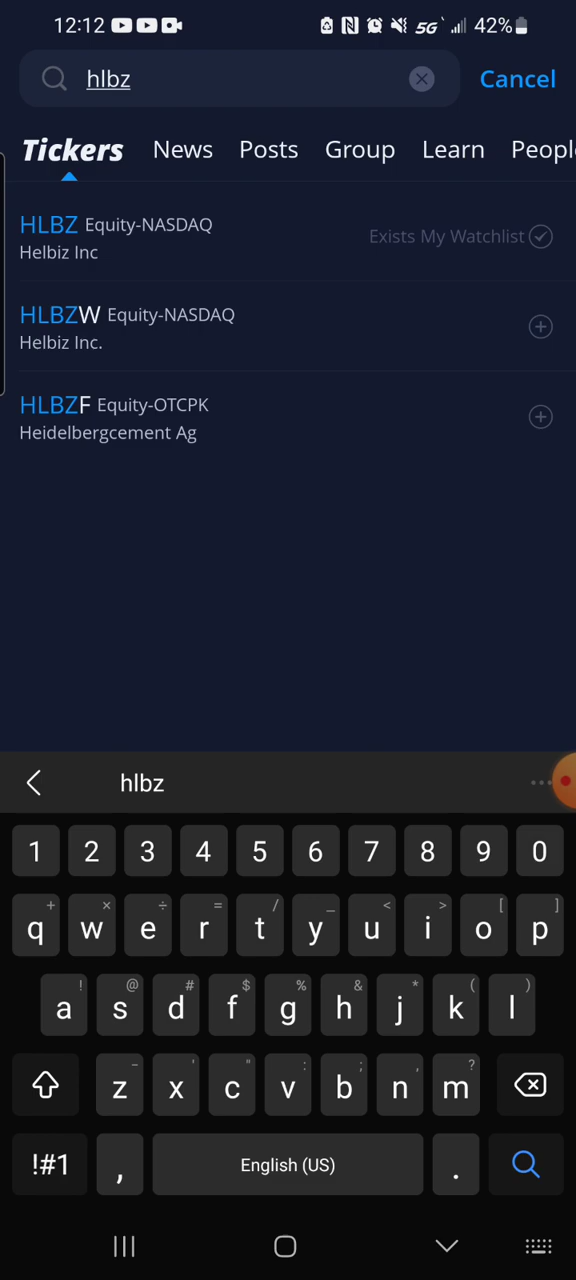 12:12 5G 42%
hlbz Cancel
Tickers News Posts Group Learn Peopl
HLBZ Equity-NASDAQ
Exists My Watchlist
Helbiz Inc
HLBZW Equity-NASDAQ
Helbiz Inc.
HLBZF Equity-OTCPK
Heidelbergcement Ag
hlbz ...
1 2 3 4 5 6 7 8 9 0
+ × ÷ = / _ < > [ ]
q w e r t y u i o p
! @ # $ % & * ( )
a s d f g h j k l
- ' " : ; , ?
z x c v b n m
!#1 , English (US) .